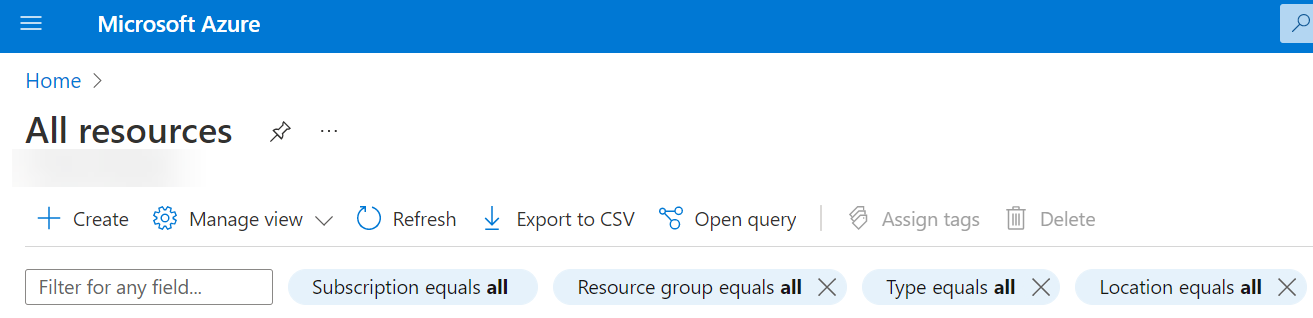 Microsoft Azure
Home
All resources
Create Manage view Refresh Export to CSV Open query Assign tags Delete
Filter for any field... Subscription equals all Resource group equals all Type equals all Location equals all